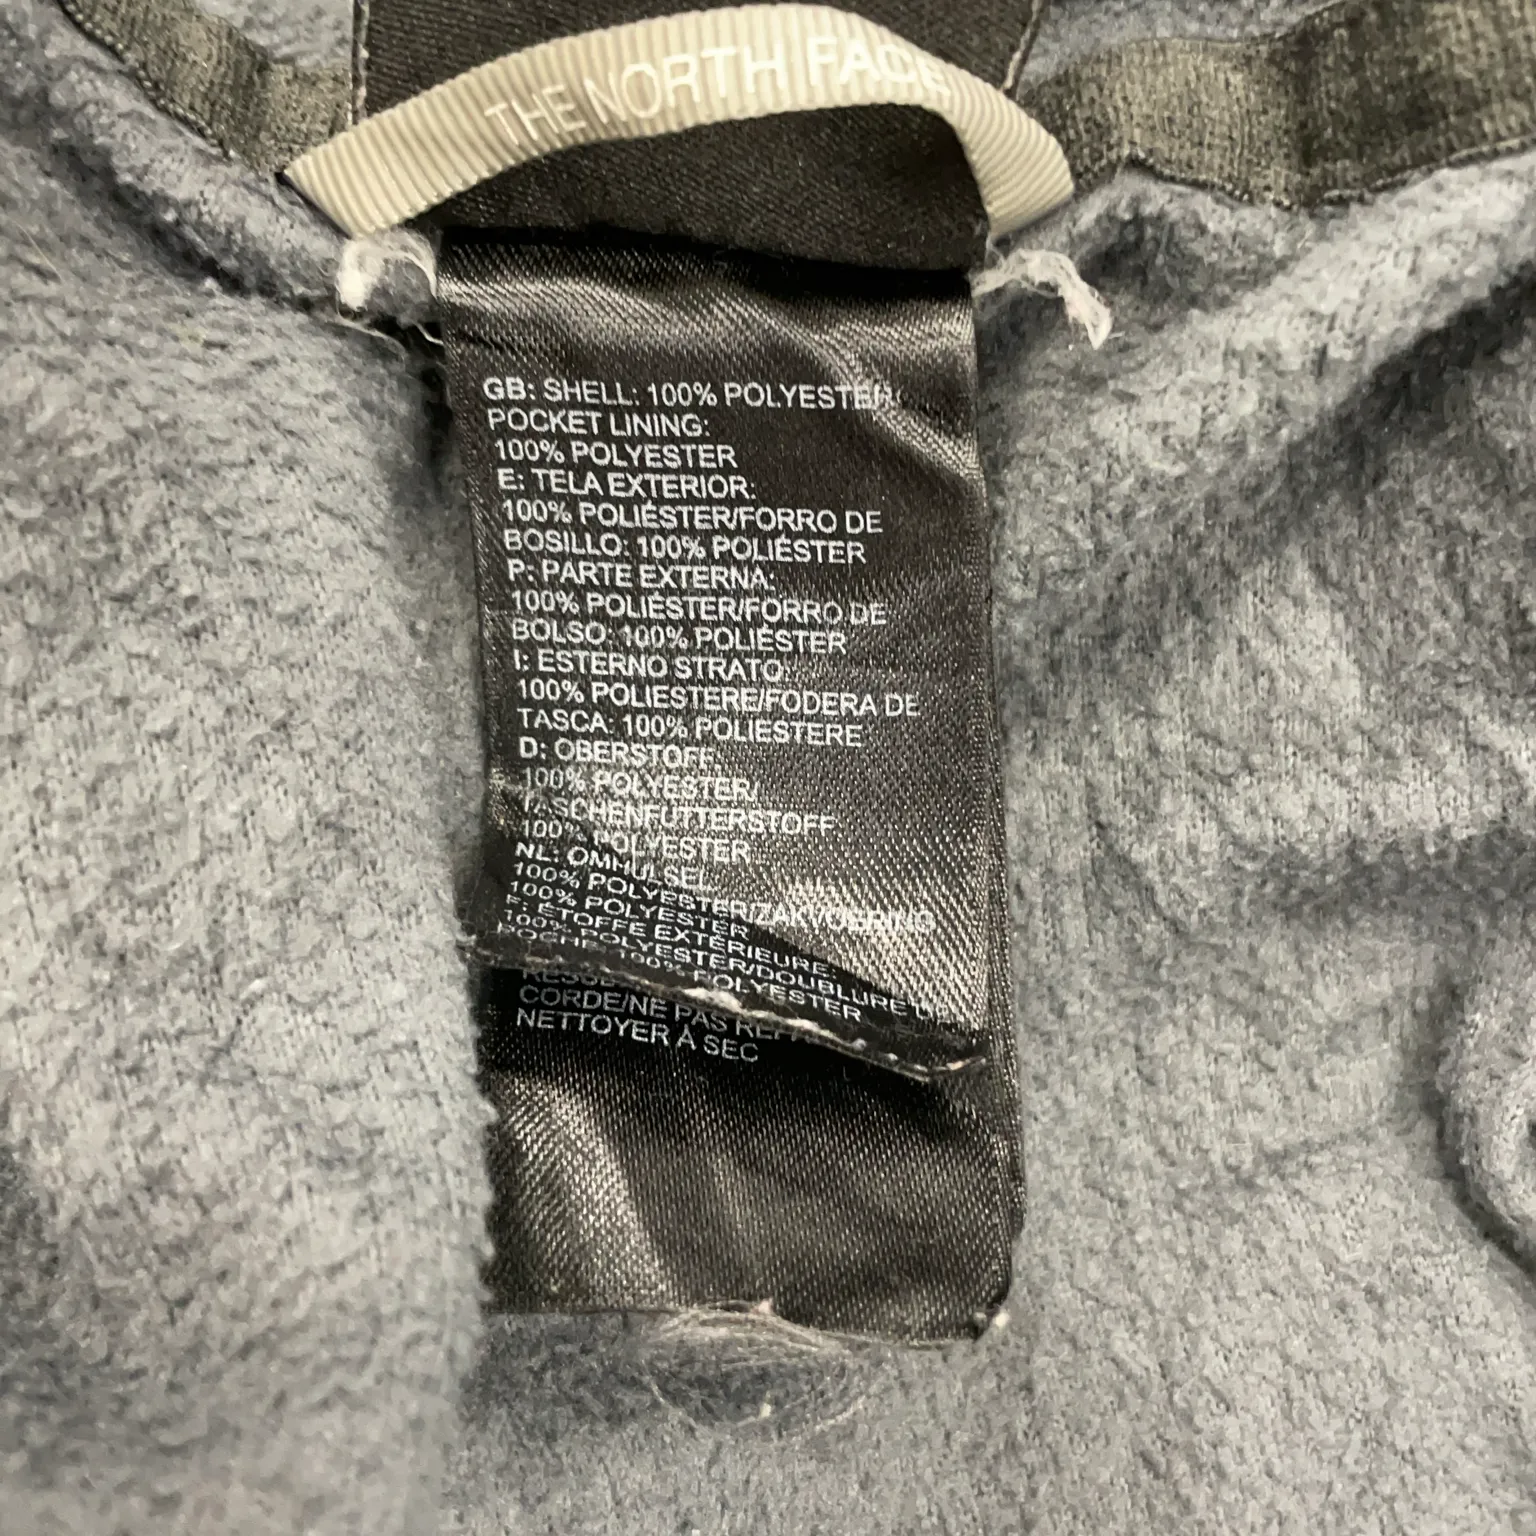 THE NORTH FACE
GB: SHELL: 100% POLYESTER/
POCKET LINING:
100% POLYESTER
E: TELA EXTERIOR:
100% POLIÉSTER/FORRO DE
BOSILLO: 100% POLIÉSTER
P: PARTE EXTERNA:
100% POLIÉSTER/FORRO DE
BOLSO: 100% POLIÉSTER
I: ESTERNO STRATO:
100% POLIESTERE/FODERA DE
TASCA: 100% POLIESTERE
D: OBERSTOFF:
100% POLYESTER/
TASCHENFUTTERSTOFF:
100% POLYESTER
NL: OMHULSEL:
100% POLYESTER/ZAKVOERING
100% POLYESTER
F: ÉTOFFE EXTÉRIEURE:
100% POLYESTER/DOUBLURE
POCHE: 100% POLYESTER
CORDE/NE PAS
NETTOYER À SEC